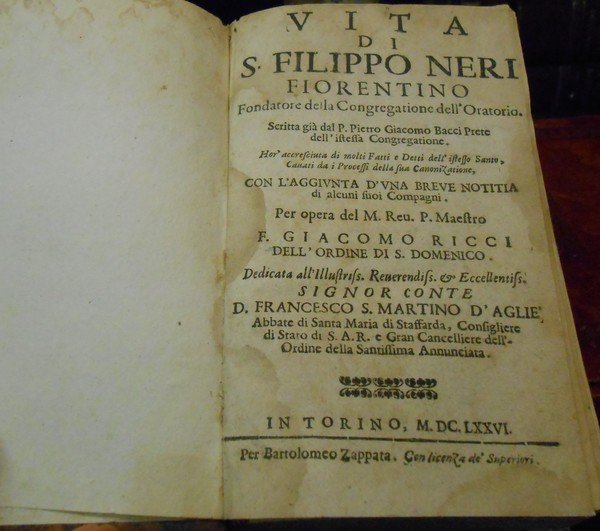 VITA
DI
S. FILIPPO NERI
FIORENTINO
Fondatore della Congregatione dell'Oratorio.
Scritta già dal P. Pietro Giacomo Bacci Prete
dell'istessa Congregatione.
Hor' accresciuta di molti Fatti e Detti dell'istesso Santo,
Cauati da i Processi della sua Canonizatione,
CON L'AGGIVNTA D'VNA BREVE NOTITIA
di alcuni suoi Compagni.
Per opera del M. Reu. P. Maestro
F. GIACOMO RICCI
DELL'ORDINE DI S. DOMENICO.
Dedicata all'Illustriss. Reuerendiss. & Eccellentiss.
SIGNOR CONTE
D. FRANCESCO S. MARTINO D'AGLIE'
Abbate di Santa Maria di Staffarda, Consigliere
di Stato di S. A. R. e Gran Cancelliere dell'-
Ordine della Santissima Annunciata.
IN TORINO, M. DC. LXXVI.
Per Bartolomeo Zappata. Con licenza de' Superiori.